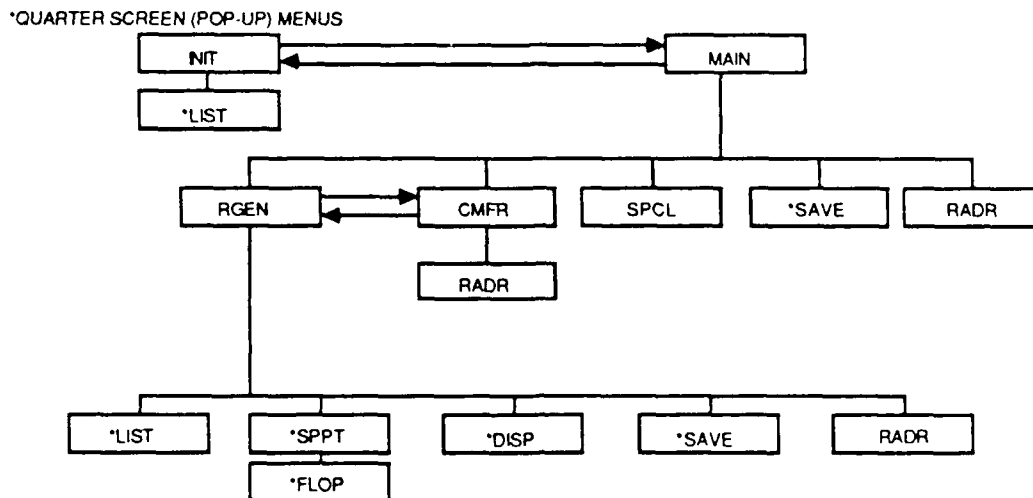 *QUARTER SCREEN (POP-UP) MENUS
INIT MAIN
*LIST
RGEN CMFR SPCL *SAVE RADR
RADR
*LIST *SPPT *DISP *SAVE RADR
*FLOP